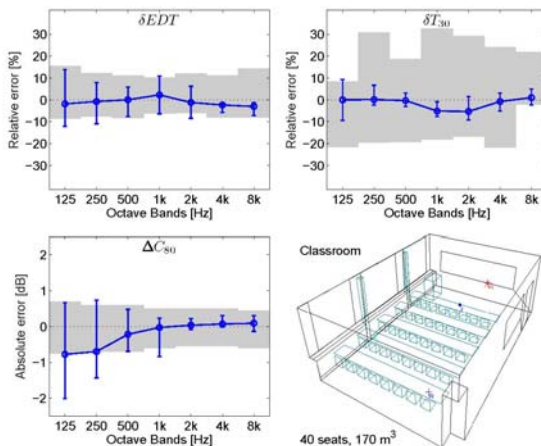 δEDT
Relative error [%]
30
20
10
0
−10
−20
−30
125 250 500 1k 2k 4k 8k
Octave Bands [Hz]
δT30
Relative error [%]
30
20
10
0
−10
−20
−30
125 250 500 1k 2k 4k 8k
Octave Bands [Hz]
ΔC80
Absolute error [dB]
2
1
0
−1
−2
125 250 500 1k 2k 4k 8k
Octave Bands [Hz]
Classroom
40 seats, 170 m³